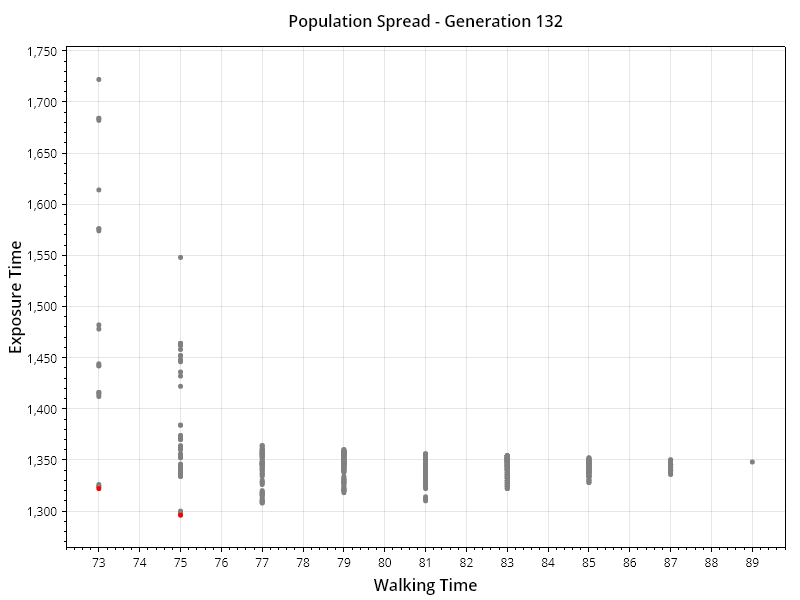 Population Spread - Generation 132
1,750
1,700
1,650
1,600
1,550
1,500
1,450
1,400
1,350
1,300
Exposure Time
73 74 75 76 77 78 79 80 81 82 83 84 85 86 87 88 89
Walking Time